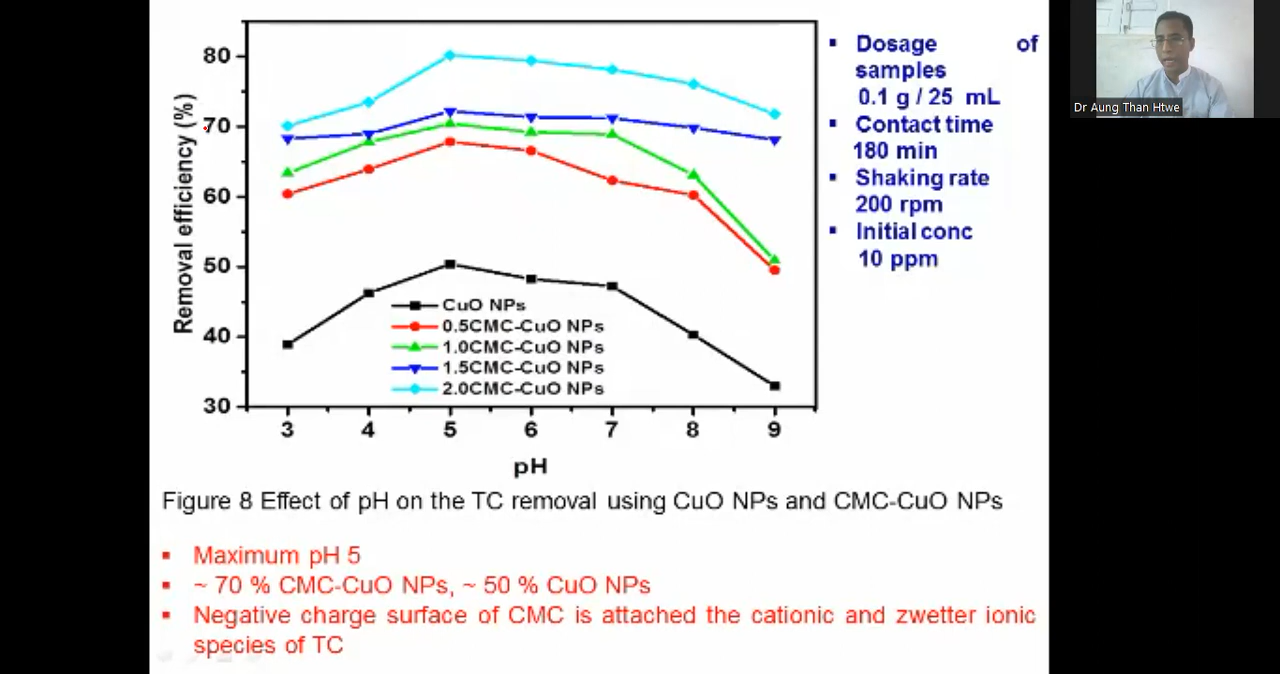 80
70
60
50
40
30
Removal efficiency (%)
CuO NPs
0.5CMC-CuO NPs
1.0CMC-CuO NPs
1.5CMC-CuO NPs
2.0CMC-CuO NPs
3 4 5 6 7 8 9
pH
▪ Dosage of
samples
0.1 g / 25 mL
▪ Contact time
180 min
▪ Shaking rate
200 rpm
▪ Initial conc
10 ppm
Dr Aung Than Htwe
Figure 8 Effect of pH on the TC removal using CuO NPs and CMC-CuO NPs
▪ Maximum pH 5
▪ ~ 70 % CMC-CuO NPs, ~ 50 % CuO NPs
▪ Negative charge surface of CMC is attached the cationic and zwetter ionic
species of TC